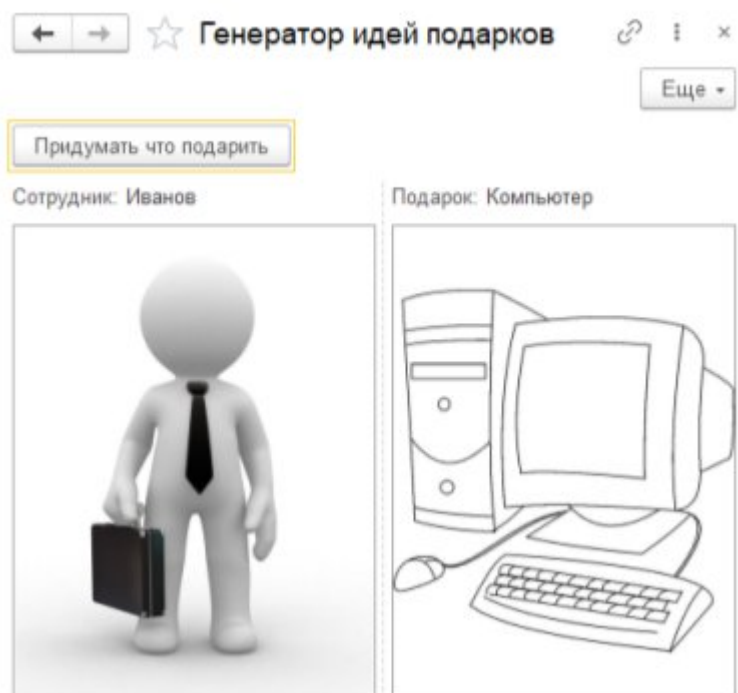 Генератор идей подарков
Еще
Придумать что подарить
Сотрудник: Иванов
Подарок: Компьютер